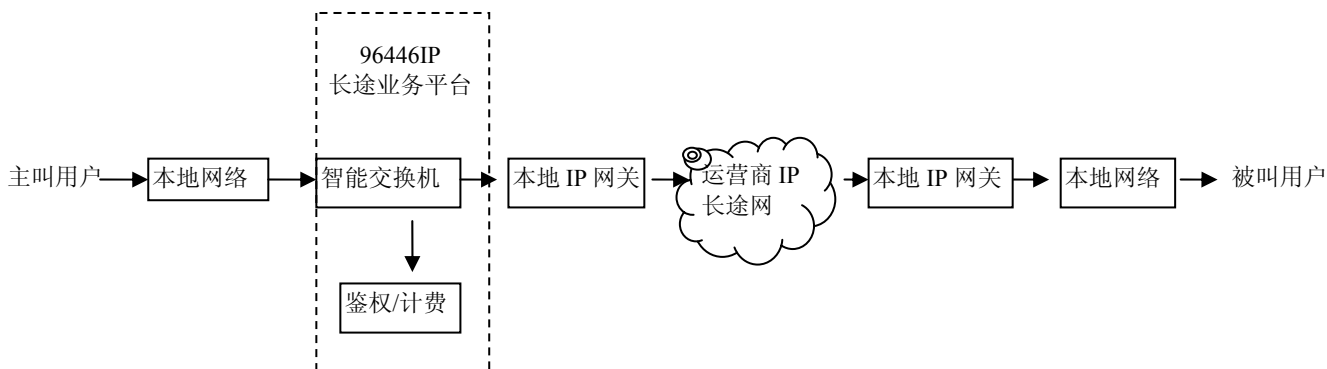 96446IP
长途业务平台
主叫用户
本地网络
智能交换机
本地 IP 网关
运营商 IP
长途网
本地 IP 网关
本地网络
被叫用户
鉴权/计费